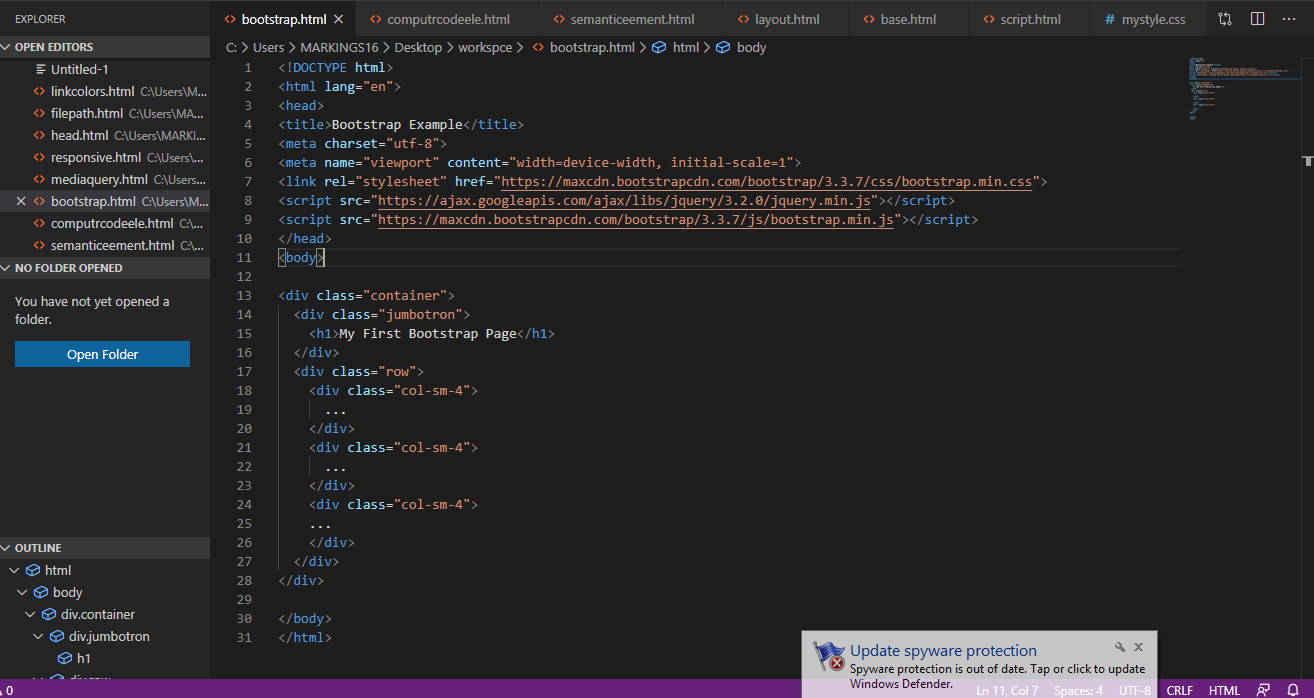 EXPLORER
OPEN EDITORS
Untitled-1
linkcolors.html C:\Users\M...
filepath.html C:\Users\MA...
head.html C:\Users\MARKI...
responsive.html C:\Users\...
mediaquery.html C:\Users...
bootstrap.html C:\Users\M...
computrcodeele.html C:\...
semanticeement.html C:\...
NO FOLDER OPENED
You have not yet opened a
folder.
Open Folder
OUTLINE
html
body
div.container
div.jumbotron
h1
bootstrap.html computrcodeele.html semanticeement.html layout.html base.html script.html # mystyle.css ...
C: > Users > MARKINGS16 > Desktop > workspce > bootstrap.html > html > body
1 <!DOCTYPE html>
2 <html lang="en">
3 <head>
4 <title>Bootstrap Example</title>
5 <meta charset="utf-8">
6 <meta name="viewport" content="width=device-width, initial-scale=1">
7 <link rel="stylesheet" href="https://maxcdn.bootstrapcdn.com/bootstrap/3.3.7/css/bootstrap.min.css">
8 <script src="https://ajax.googleapis.com/ajax/libs/jquery/3.2.0/jquery.min.js"></script>
9 <script src="https://maxcdn.bootstrapcdn.com/bootstrap/3.3.7/js/bootstrap.min.js"></script>
10 </head>
11 <body>
12
13 <div class="container">
14 <div class="jumbotron">
15 <h1>My First Bootstrap Page</h1>
16 </div>
17 <div class="row">
18 <div class="col-sm-4">
19 ...
20 </div>
21 <div class="col-sm-4">
22 ...
23 </div>
24 <div class="col-sm-4">
25 ...
26 </div>
27 </div>
28 </div>
29
30 </body>
31 </html>
Update spyware protection
Spyware protection is out of date. Tap or click to update
Windows Defender.
0 Ln 11, Col 7 Spaces: 4 UTF-8 CRLF HTML